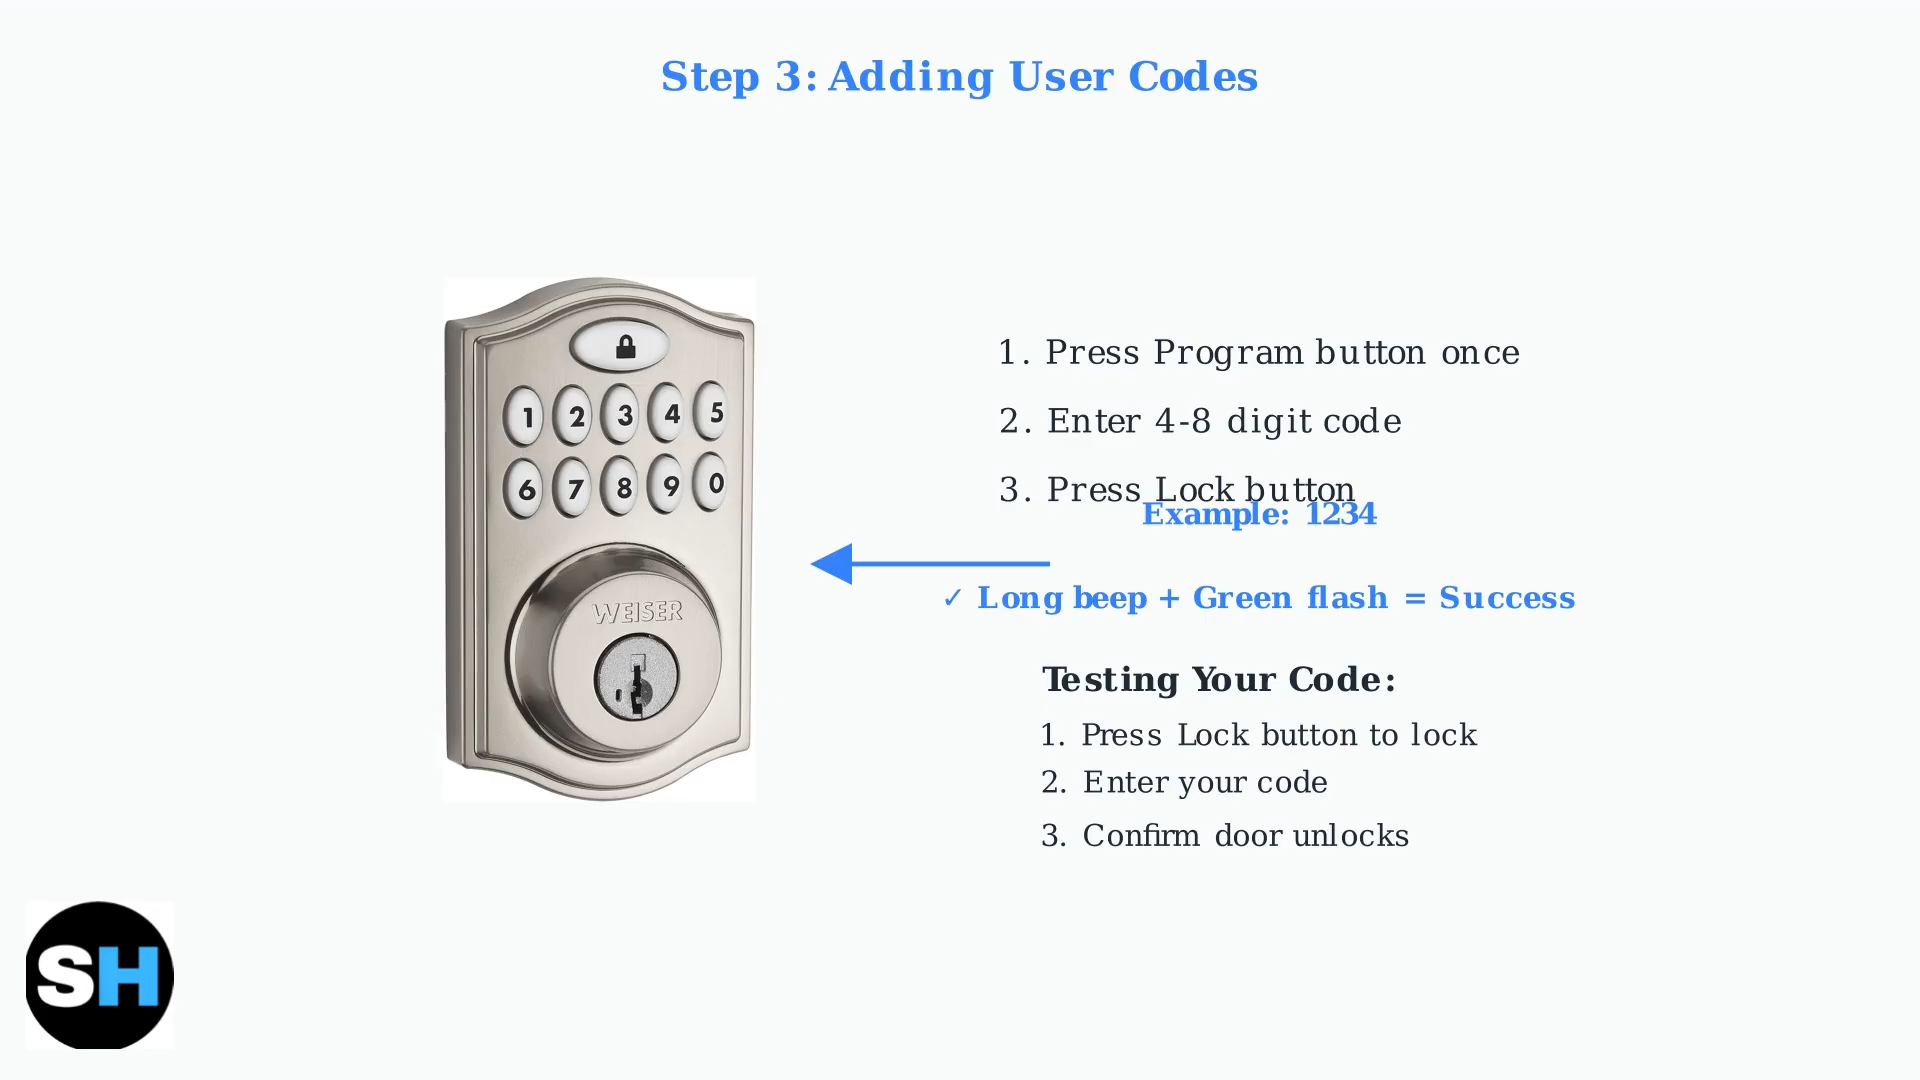 Step 3: Adding User Codes
1 2 3 4 5
6 7 8 9 0
WEISER
1. Press Program button once
2. Enter 4-8 digit code
3. Press Lock button
Example: 1234
✓ Long beep + Green flash = Success
Testing Your Code:
1. Press Lock button to lock
2. Enter your code
3. Confirm door unlocks
SH